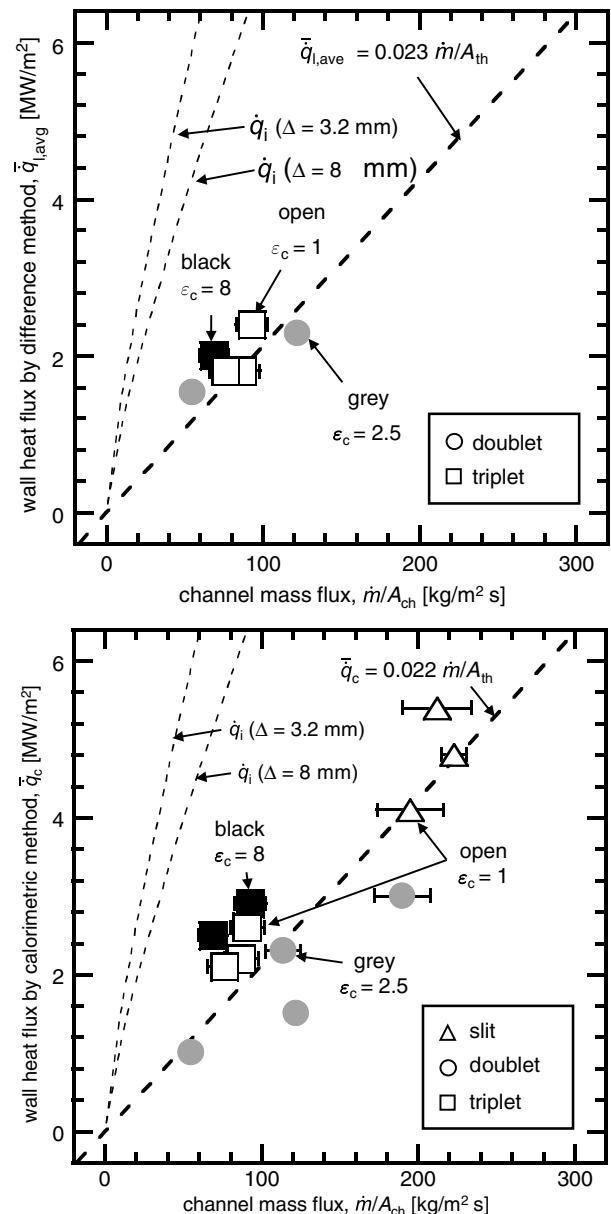 wall heat flux by difference method, q̄̇l,avg [MW/m²]
6
4
2
0
q̄̇l,ave = 0.023 ṁ/Ath
q̇i (Δ = 3.2 mm)
q̇i (Δ = 8 mm)
open
εc = 1
black
εc = 8
grey
εc = 2.5
doublet
triplet
0 100 200 300
channel mass flux, ṁ/Ach [kg/m² s]
wall heat flux by calorimetric method, q̄̇c [MW/m²]
6
4
2
0
q̄̇c = 0.022 ṁ/Ath
q̇i (Δ = 3.2 mm)
q̇i (Δ = 8 mm)
black
εc = 8
open
εc = 1
grey
εc = 2.5
slit
doublet
triplet
0 100 200 300
channel mass flux, ṁ/Ach [kg/m² s]